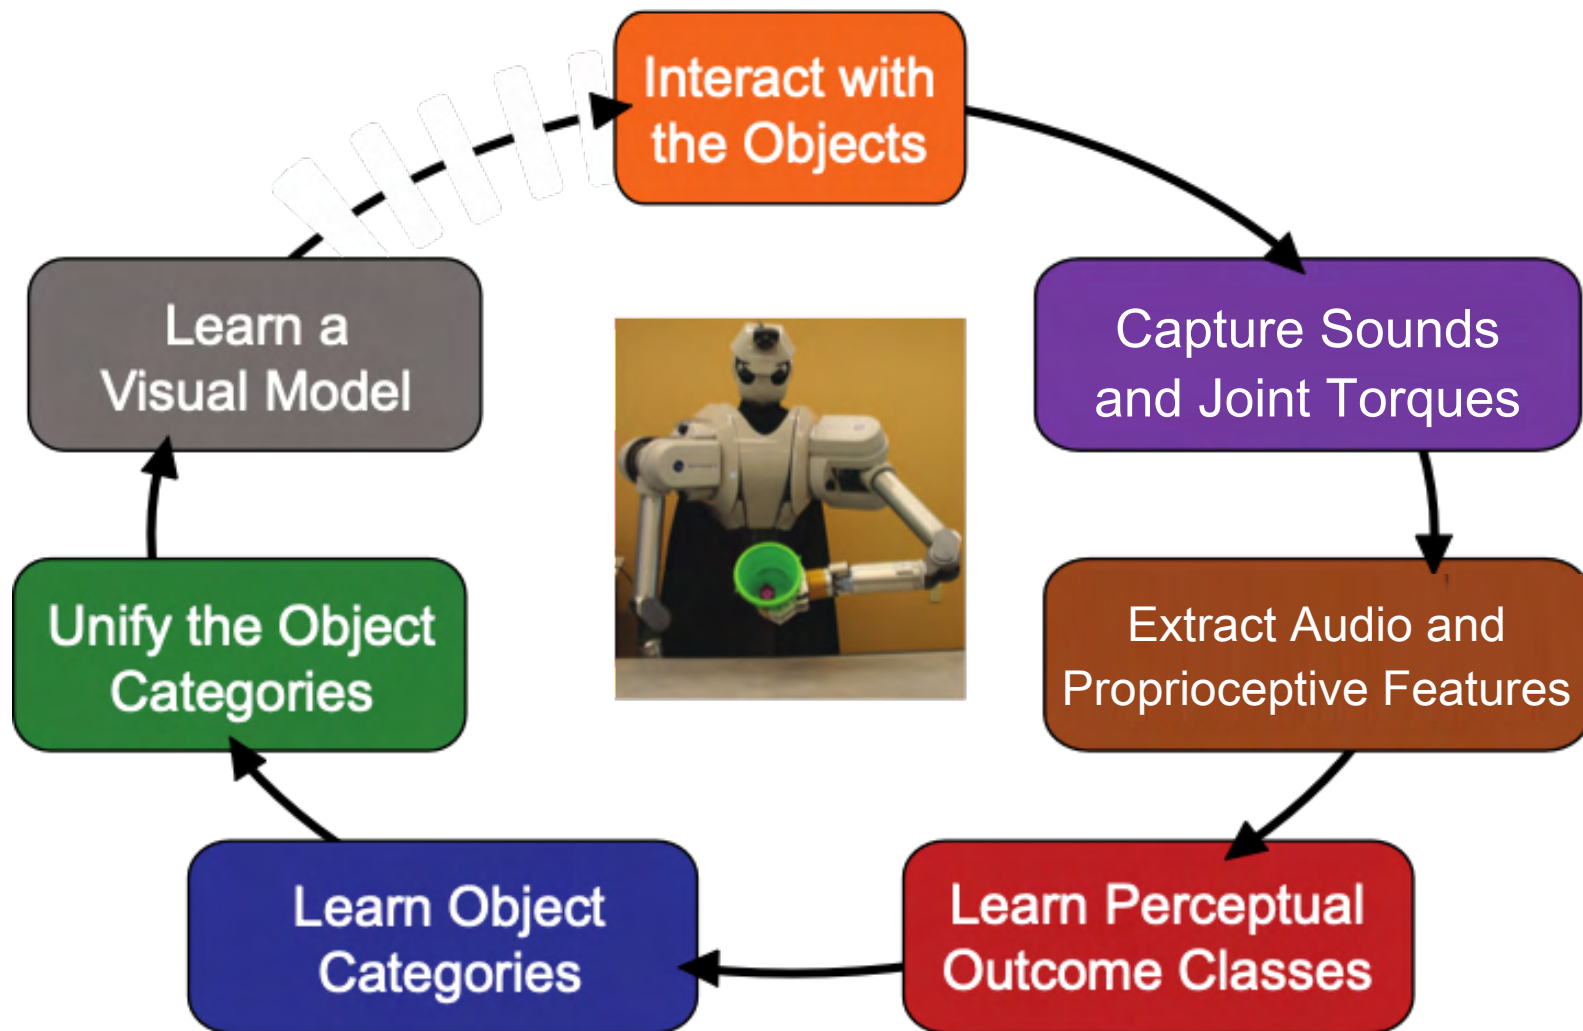 Interact with
the Objects
Capture Sounds
and Joint Torques
Extract Audio and
Proprioceptive Features
Learn Perceptual
Outcome Classes
Learn Object
Categories
Unify the Object
Categories
Learn a
Visual Model